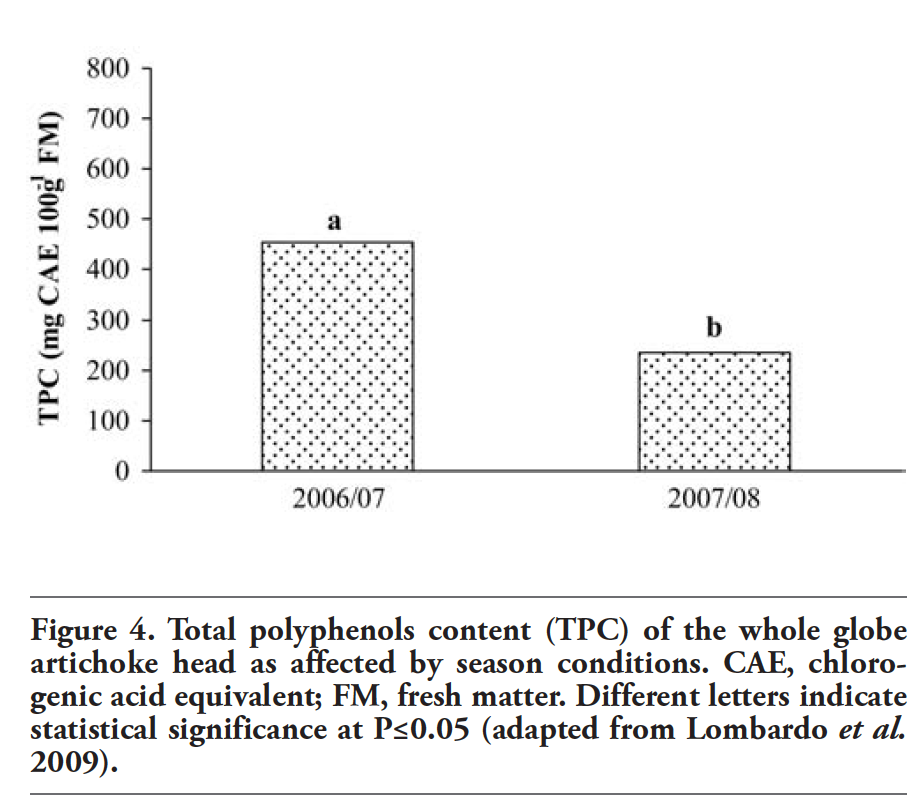 800
700
600
500
400
300
200
100
0
TPC (mg CAE 100g-1 FM)
a
b
2006/07
2007/08
Figure 4. Total polyphenols content (TPC) of the whole globe
artichoke head as affected by season conditions. CAE, chloro-
genic acid equivalent; FM, fresh matter. Different letters indicate
statistical significance at P≤0.05 (adapted from Lombardo et al.
2009).